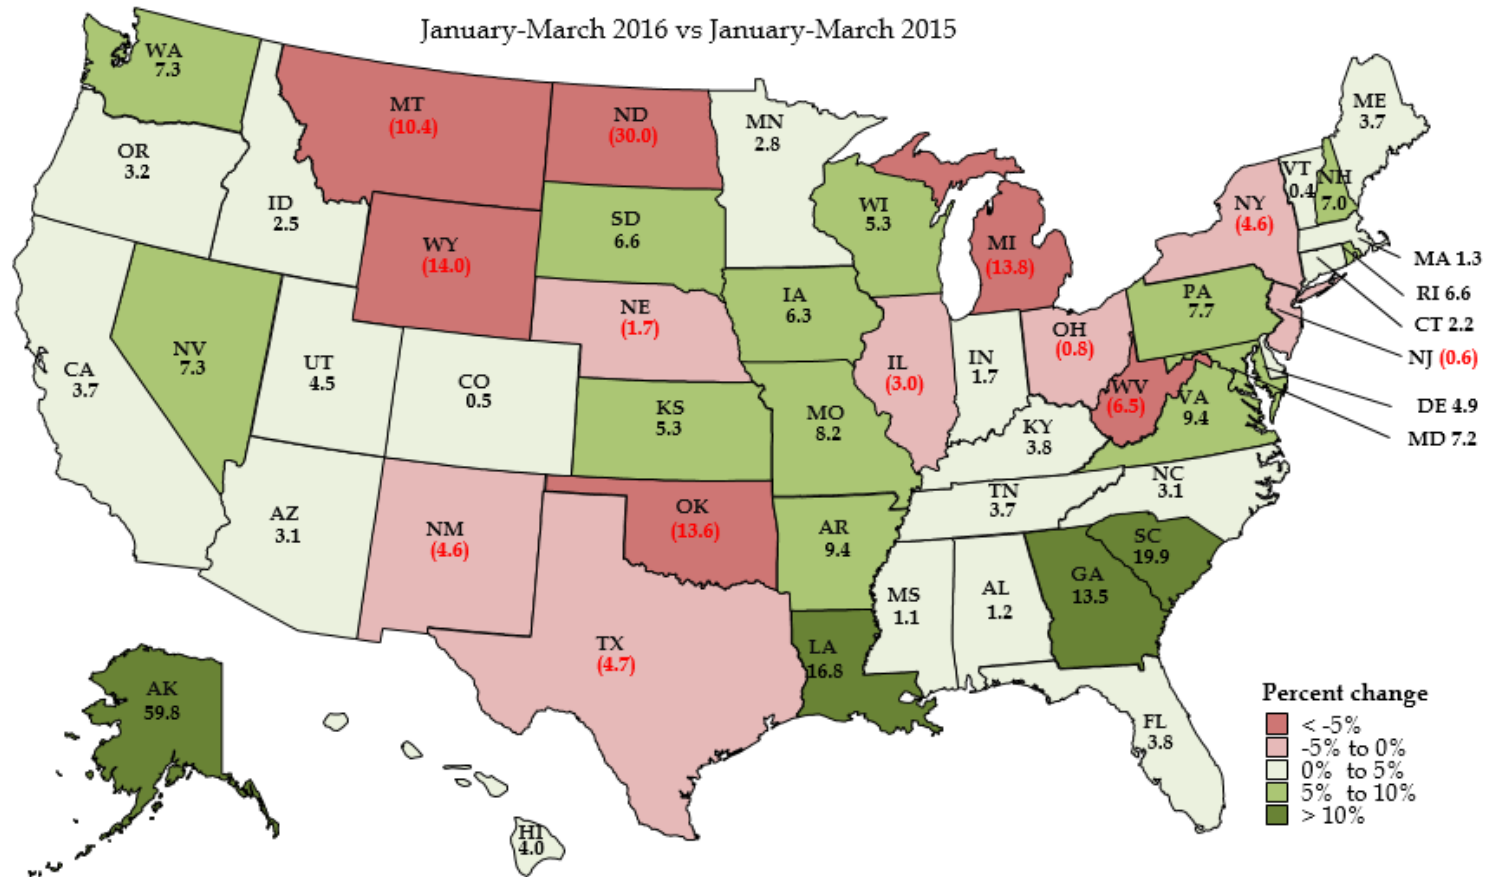 January-March 2016 vs January-March 2015
WA
7.3
MT
(10.4)
ND
(30.0)
MN
2.8
ME
3.7
OR
3.2
ID
2.5
WY
(14.0)
SD
6.6
WI
5.3
MI
(13.8)
NY
(4.6)
VT
0.4
NH
7.0
MA 1.3
RI 6.6
CT 2.2
NJ (0.6)
DE 4.9
MD 7.2
NE
(1.7)
IA
6.3
PA
7.7
CA
3.7
NV
7.3
UT
4.5
CO
0.5
KS
5.3
MO
8.2
IL
(3.0)
IN
1.7
OH
(0.8)
WV
(6.5)
VA
9.4
KY
3.8
AZ
3.1
NM
(4.6)
OK
(13.6)
AR
9.4
TN
3.7
NC
3.1
SC
19.9
GA
13.5
MS
1.1
AL
1.2
TX
(4.7)
LA
16.8
FL
3.8
AK
59.8
HI
4.0
Percent change
< -5%
-5% to 0%
0% to 5%
5% to 10%
> 10%